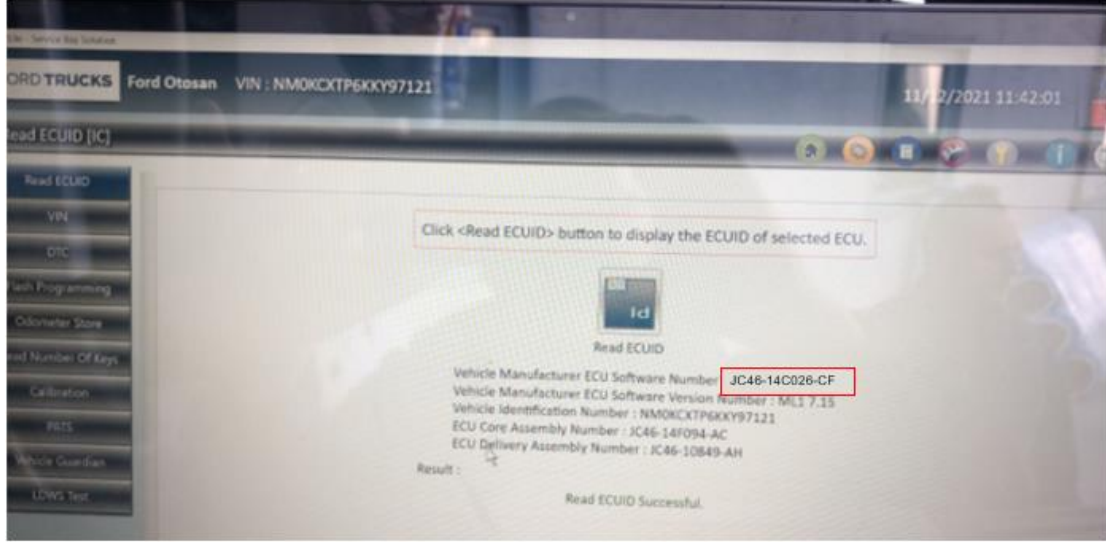 ORD TRUCKS Ford Otosan VIN : NM0KCXTP6KKY97121
11/12/2021 11:42:01
Read ECUID [IC]
Read ECUID
VIN
DTC
Flash Programming
Odometer Store
Number Of Keys
Calibration
PATS
Vehicle Guardian
LDWS Test
Click <Read ECUID> button to display the ECUID of selected ECU.
id
Read ECUID
Vehicle Manufacturer ECU Software Number JC46-14C026-CF
Vehicle Manufacturer ECU Software Version Number : ML1 7.15
Vehicle Identification Number : NM0KCXTP6KKY97121
ECU Core Assembly Number : JC46-14F094-AC
ECU Delivery Assembly Number : JC46-10849-AH
Result :
Read ECUID Successful.